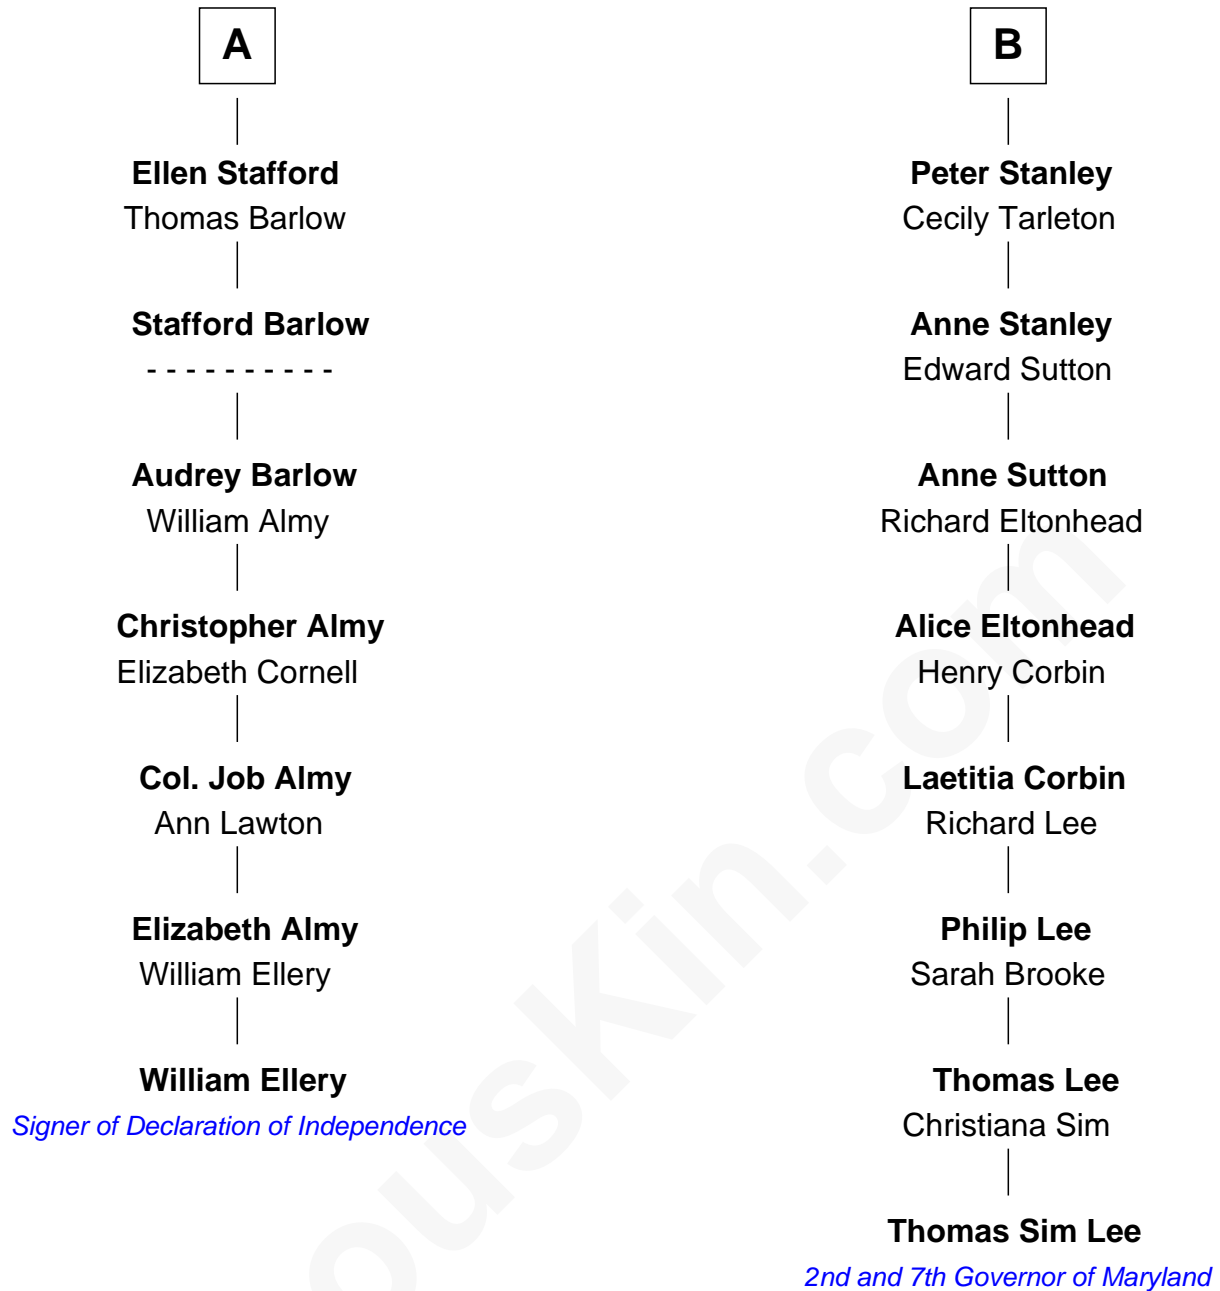 A
Ellen Stafford
Thomas Barlow
Stafford Barlow
- - - - - - - - - -
Audrey Barlow
William Almy
Christopher Almy
Elizabeth Cornell
Col. Job Almy
Ann Lawton
Elizabeth Almy
William Ellery
William Ellery
Signer of Declaration of Independence
B
Peter Stanley
Cecily Tarleton
Anne Stanley
Edward Sutton
Anne Sutton
Richard Eltonhead
Alice Eltonhead
Henry Corbin
Laetitia Corbin
Richard Lee
Philip Lee
Sarah Brooke
Thomas Lee
Christiana Sim
Thomas Sim Lee
2nd and 7th Governor of Maryland
ousKin.com